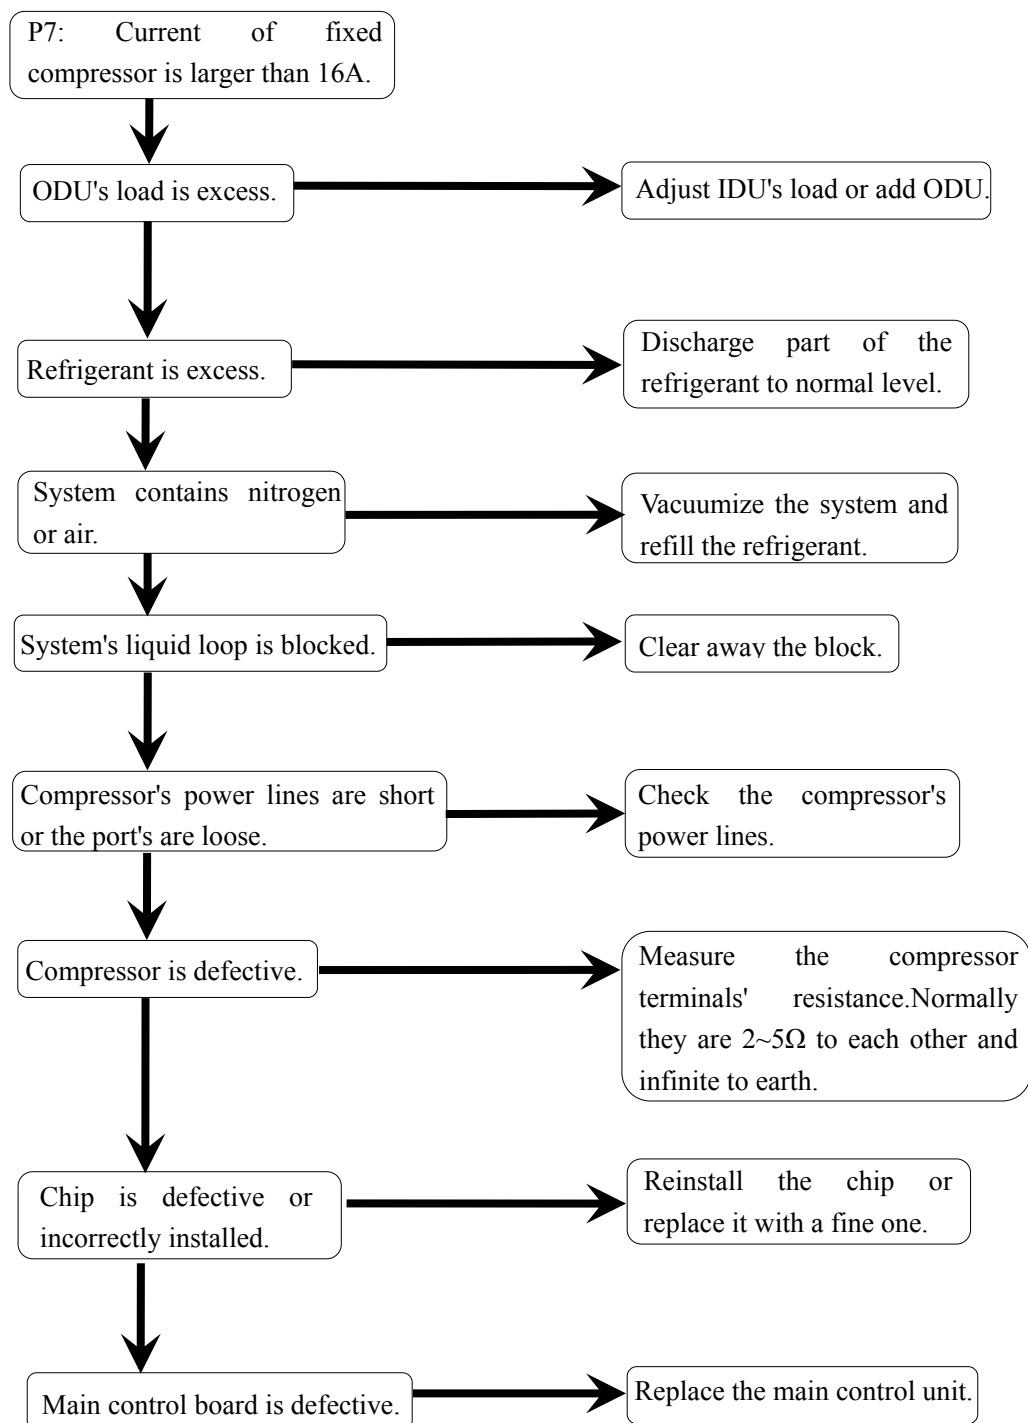 P7: Current of fixed
compressor is larger than 16A.
ODU's load is excess.
Adjust IDU's load or add ODU.
Refrigerant is excess.
Discharge part of the
refrigerant to normal level.
System contains nitrogen
or air.
Vacuumize the system and
refill the refrigerant.
System's liquid loop is blocked.
Clear away the block.
Compressor's power lines are short
or the port's are loose.
Check the compressor's
power lines.
Compressor is defective.
Measure the compressor
terminals' resistance.Normally
they are 2~5Ω to each other and
infinite to earth.
Chip is defective or
incorrectly installed.
Reinstall the chip or
replace it with a fine one.
Main control board is defective.
Replace the main control unit.